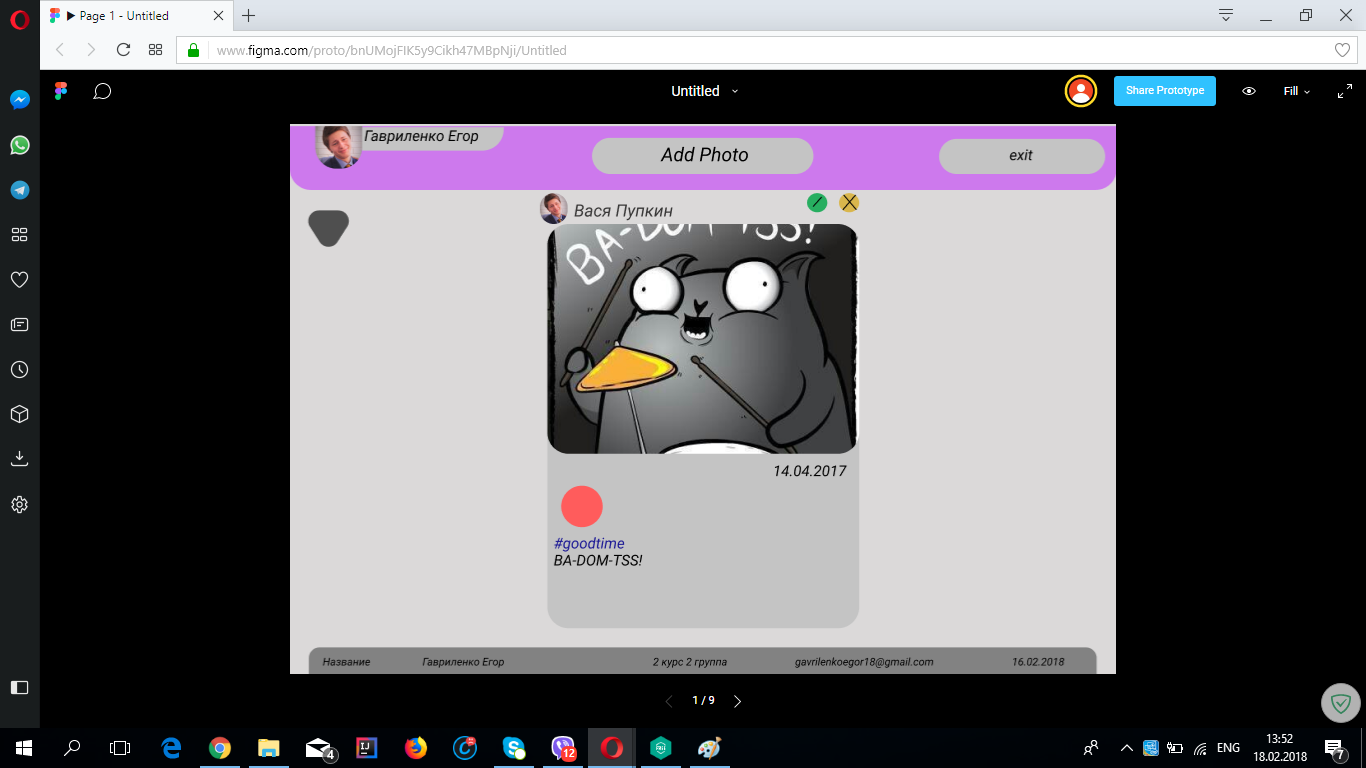 ▶ Page 1 - Untitled
www.figma.com/proto/bnUMojFIK5y9Cikh47MBpNji/Untitled
Untitled
Share Prototype
Fill
Гавриленко Егор
Add Photo
exit
Вася Пупкин
BA-DOM-TSS!
14.04.2017
#goodtime
BA-DOM-TSS!
Название
Гавриленко Егор
2 курс 2 группа
gavrilenkoegor18@gmail.com
16.02.2018
1 / 9
4
IJ
12
ENG
13:52
18.02.2018
7